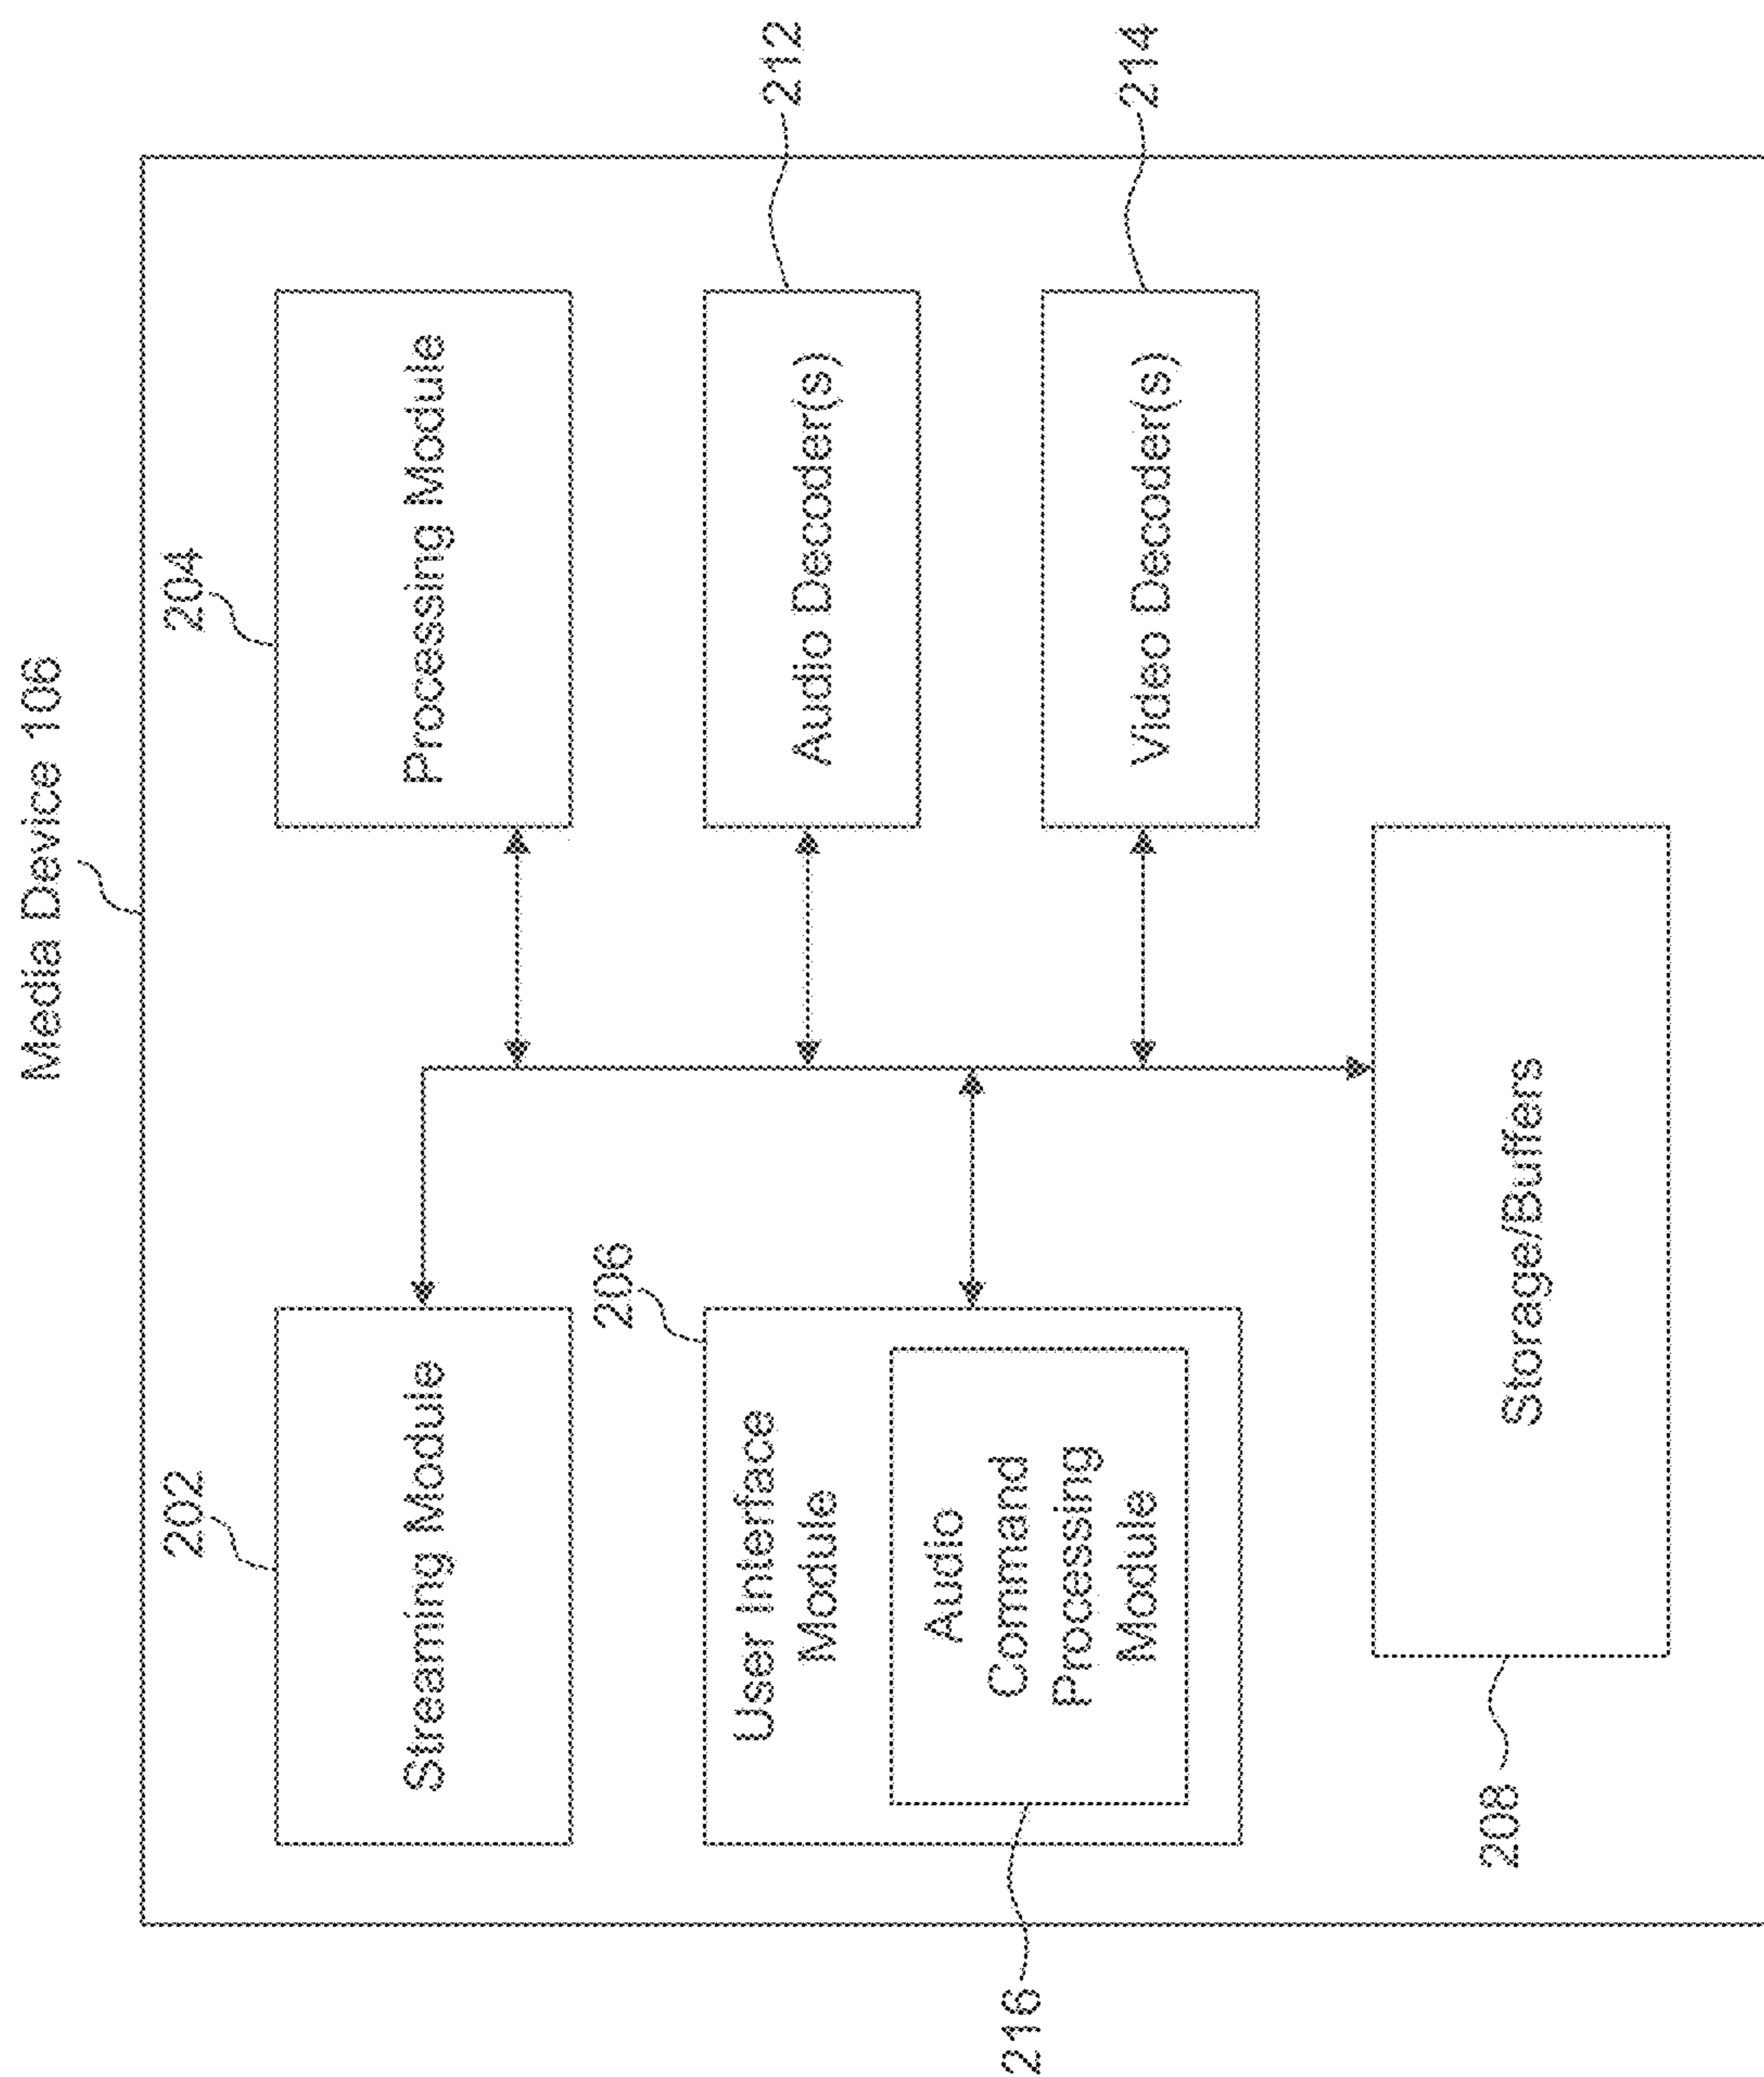 Media Device 106
202
204
Streaming Module
Processing Module
206
212
User Interface
Module
Audio Decoder(s)
216
Audio
Command
Processing
Module
214
Video Decoder(s)
208
Storage/Buffers